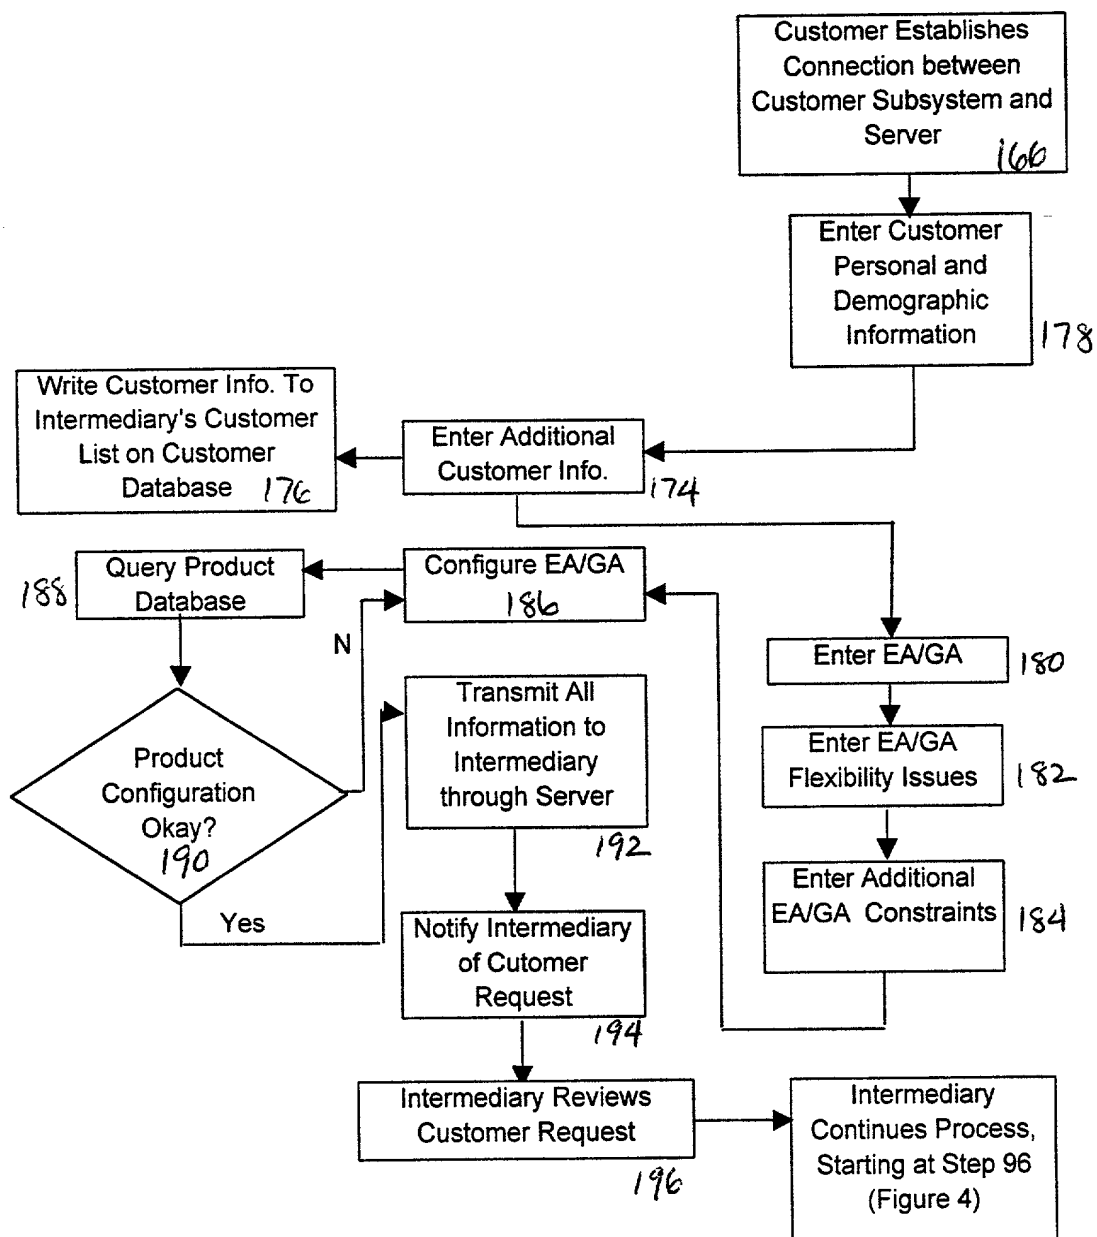 Customer Establishes
Connection between
Customer Subsystem and
Server
166
Enter Customer
Personal and
Demographic
Information
178
Write Customer Info. To
Intermediary's Customer
List on Customer
Database
176
Enter Additional
Customer Info.
174
188
Query Product
Database
Configure EA/GA
186
N
Enter EA/GA
180
Transmit All
Information to
Intermediary
through Server
192
Enter EA/GA
Flexibility Issues
182
Product
Configuration
Okay?
190
Yes
Enter Additional
EA/GA Constraints
184
Notify Intermediary
of Cutomer
Request
194
Intermediary Reviews
Customer Request
196
Intermediary
Continues Process,
Starting at Step 96
(Figure 4)